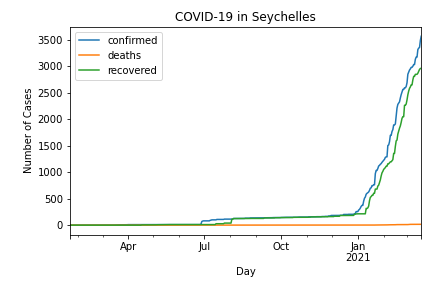 COVID-19 in Seychelles
confirmed
deaths
recovered
Number of Cases
3500
3000
2500
2000
1500
1000
500
0
Apr
Jul
Oct
Jan
2021
Day